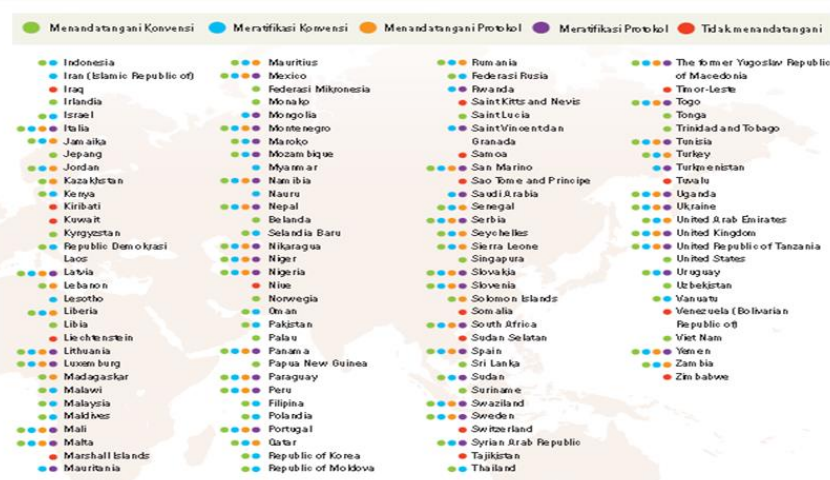 Menandatangani Konvensi
Meratifikasi Konvensi
Menandatangani Protokol
Meratifikasi Protokol
Tidak menandatangani
Indonesia
Iran (Islamic Republic of)
Iraq
Irlandia
Israel
Italia
Jamaika
Jepang
Jordan
Kazakhstan
Kenya
Kiribati
Kuwait
Kyrgyzstan
Republic Demokrasi
Laos
Latvia
Lebanon
Lesotho
Liberia
Libia
Liechtenstein
Lithuania
Luxemburg
Madagaskar
Malawi
Malaysia
Maldives
Mali
Malta
Marshall Islands
Mauritania
Mauritius
Mexico
Federasi Mikronesia
Monako
Mongolia
Montenegro
Maroko
Mozambique
Myanmar
Namibia
Nauru
Nepal
Belanda
Selandia Baru
Nikaragua
Niger
Nigeria
Niue
Norwegia
Oman
Pakistan
Palau
Panama
Papua New Guinea
Paraguay
Peru
Filipina
Polandia
Portugal
Qatar
Republic of Korea
Republic of Moldova
Rumania
Federasi Rusia
Rwanda
Saint Kitts and Nevis
Saint Lucia
Saint Vincent dan
Granada
Samoa
San Marino
Sao Tome and Principe
Saudi Arabia
Senegal
Serbia
Seychelles
Sierra Leone
Singapura
Slovakia
Slovenia
Solomon Islands
Somalia
South Africa
Sudan Selatan
Spain
Sri Lanka
Sudan
Suriname
Swaziland
Sweden
Switzerland
Syrian Arab Republic
Tajikistan
Thailand
The former Yugoslav Republic
of Macedonia
Timor-Leste
Togo
Tonga
Trinidad and Tobago
Tunisia
Turkey
Turkmenistan
Tuvalu
Uganda
Ukraine
United Arab Emirates
United Kingdom
United Republic of Tanzania
United States
Uruguay
Uzbekistan
Vanuatu
Venezuela (Bolivarian
Republic of)
Viet Nam
Yemen
Zambia
Zimbabwe